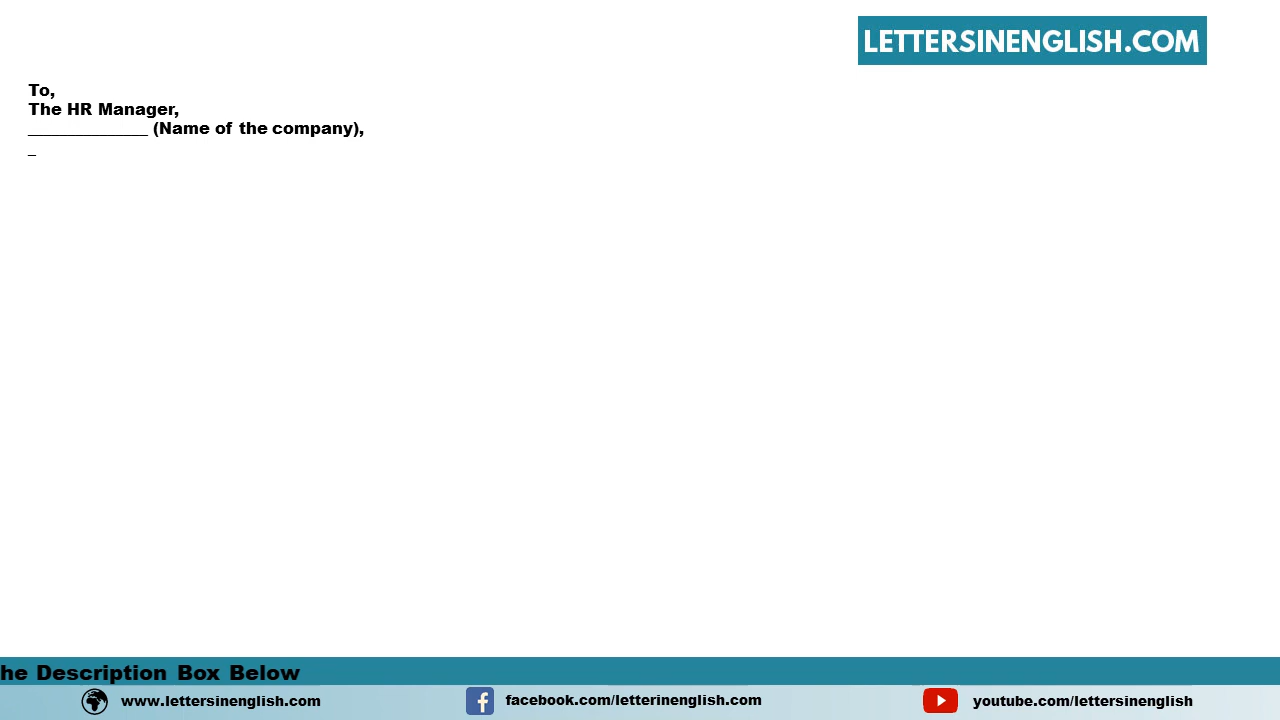 LETTERSINENGLISH.COM
To,
The HR Manager,
_______________ (Name of the company),
_
he Description Box Below
www.lettersinenglish.com
facebook.com/letterinenglish.com
youtube.com/lettersinenglish